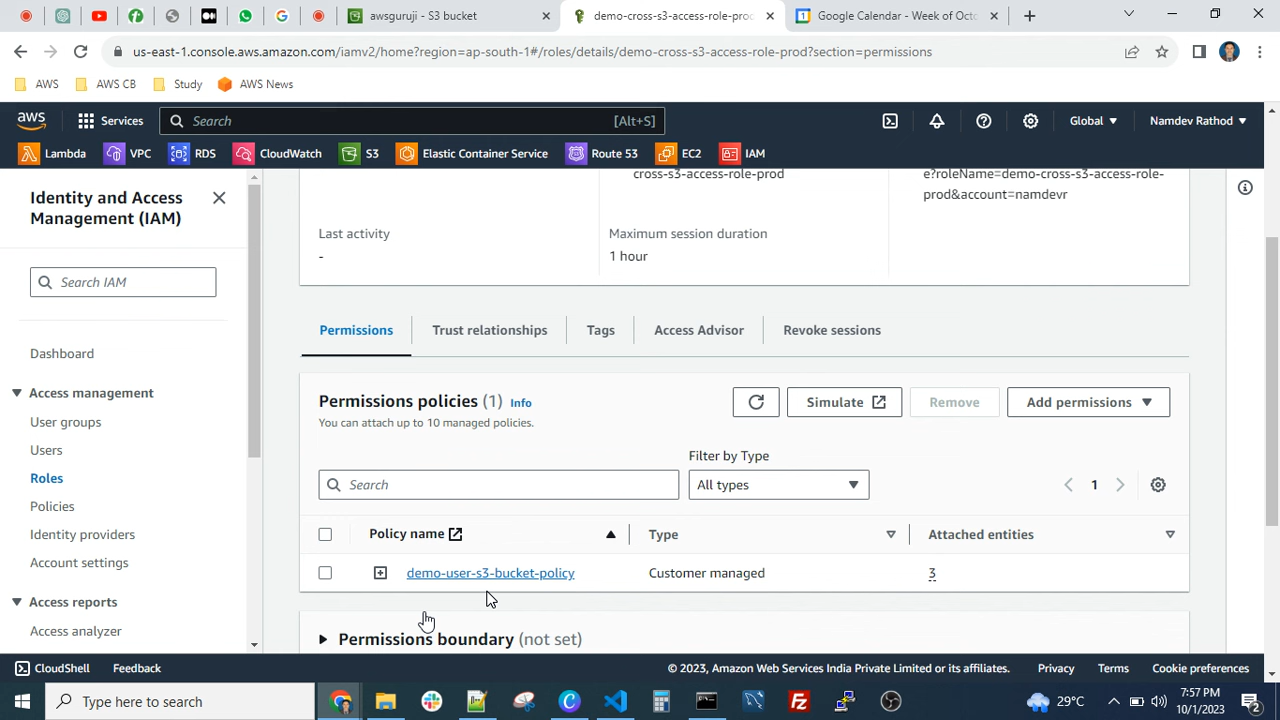 awsguruji - S3 bucket
demo-cross-s3-access-role-pro
Google Calendar - Week of Octo
us-east-1.console.aws.amazon.com/iamv2/home?region=ap-south-1#/roles/details/demo-cross-s3-access-role-prod?section=permissions
AWS
AWS CB
Study
AWS News
aws
Services
Search
[Alt+S]
Global
Namdev Rathod
Lambda
VPC
RDS
CloudWatch
S3
Elastic Container Service
Route 53
EC2
IAM
Identity and Access
Management (IAM)
Search IAM
Dashboard
Access management
User groups
Users
Roles
Policies
Identity providers
Account settings
Access reports
Access analyzer
cross-s3-access-role-prod
e?roleName=demo-cross-s3-access-role-
prod&account=namdevr
Last activity
-
Maximum session duration
1 hour
Permissions
Trust relationships
Tags
Access Advisor
Revoke sessions
Permissions policies (1) Info
You can attach up to 10 managed policies.
Simulate
Remove
Add permissions
Filter by Type
Search
All types
1
Policy name
Type
Attached entities
demo-user-s3-bucket-policy
Customer managed
3
Permissions boundary (not set)
CloudShell
Feedback
© 2023, Amazon Web Services India Private Limited or its affiliates.
Privacy
Terms
Cookie preferences
Type here to search
29°C
7:57 PM
10/1/2023
2